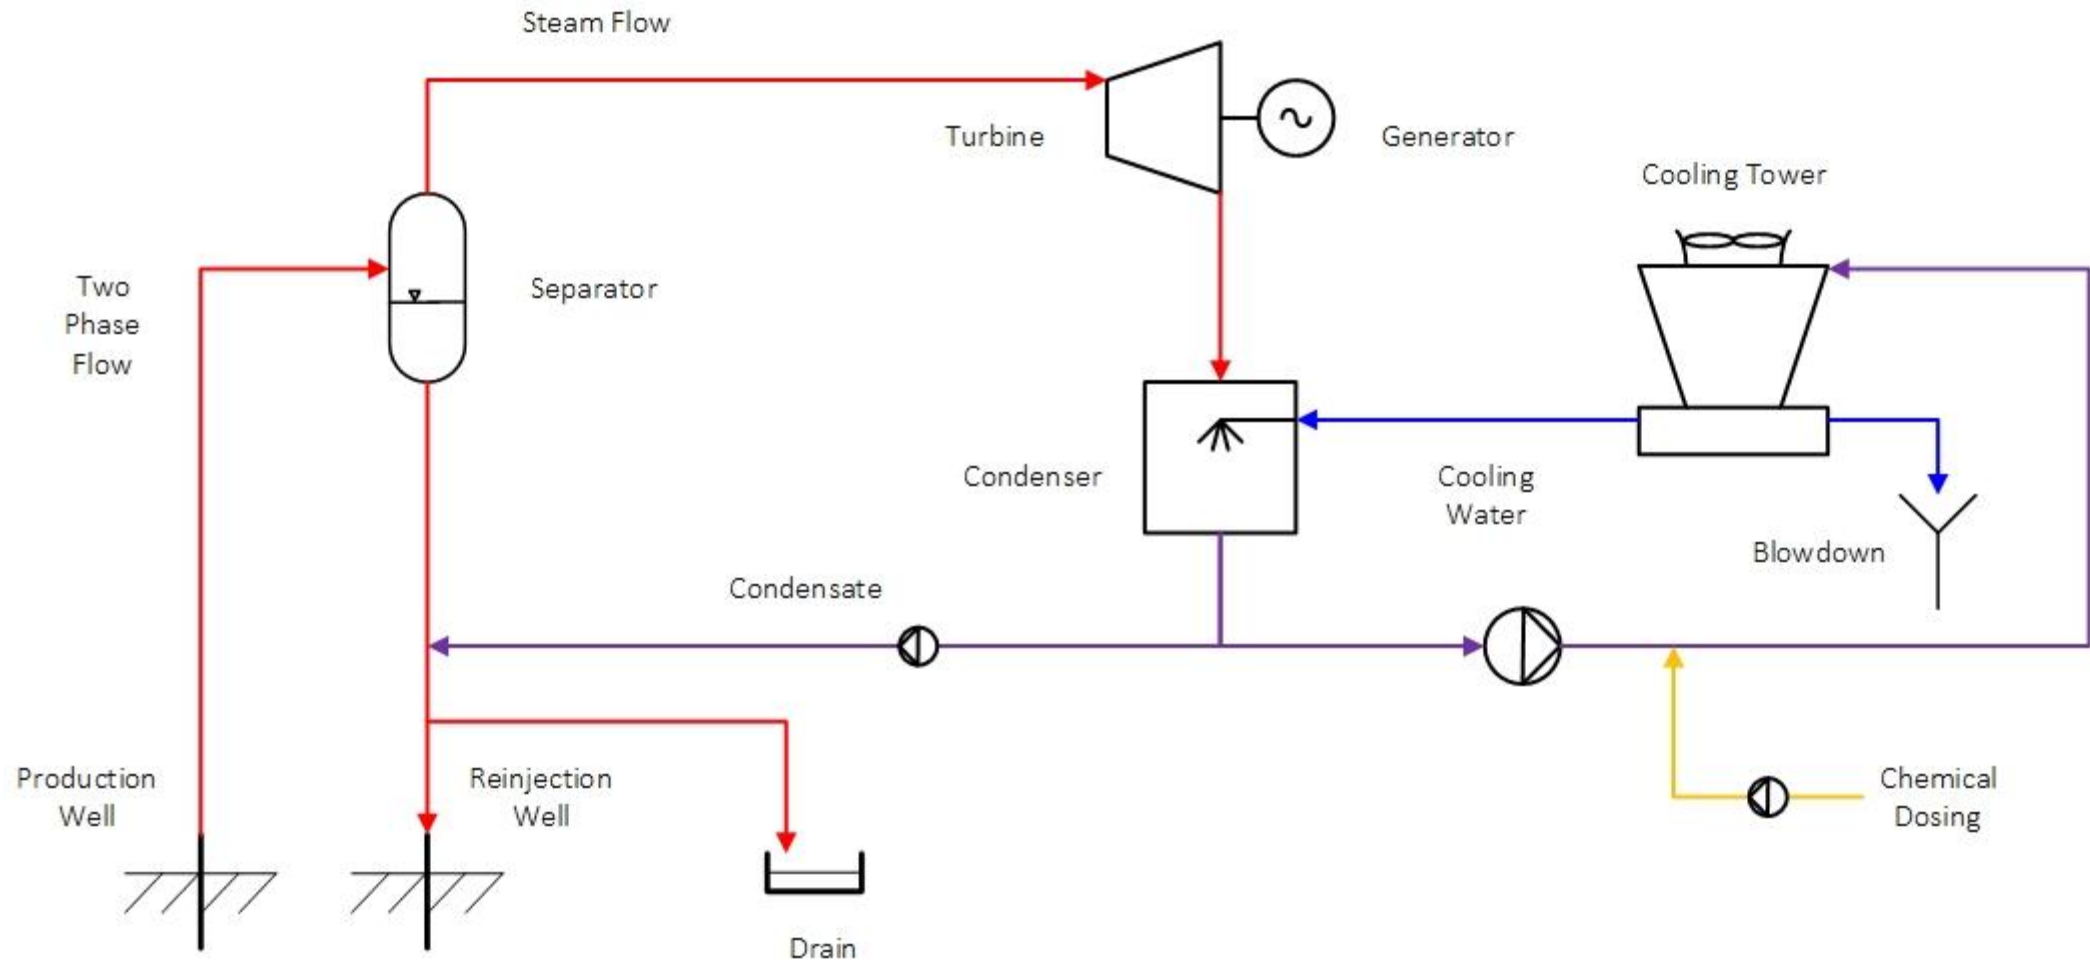 Steam Flow
Turbine
Generator
Cooling Tower
Two
Phase
Flow
Separator
Condenser
Cooling
Water
Blowdown
Condensate
Production
Well
Reinjection
Well
Chemical
Dosing
Drain